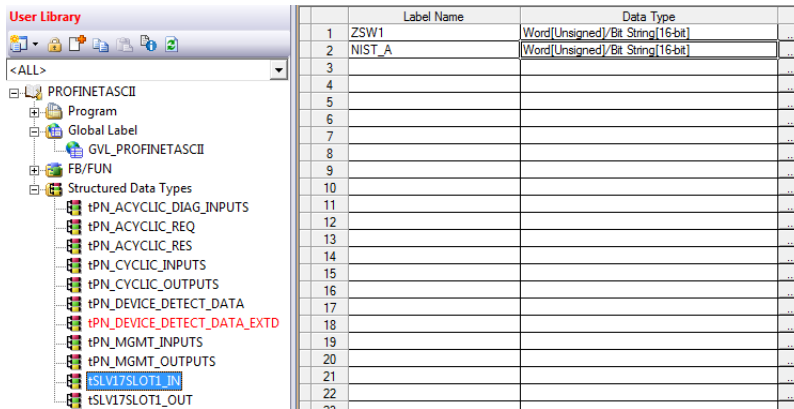 User Library
<ALL>
PROFINETASCII
Program
Global Label
GVL_PROFINETASCII
FB/FUN
Structured Data Types
tPN_ACYCLIC_DIAG_INPUTS
tPN_ACYCLIC_REQ
tPN_ACYCLIC_RES
tPN_CYCLIC_INPUTS
tPN_CYCLIC_OUTPUTS
tPN_DEVICE_DETECT_DATA
tPN_DEVICE_DETECT_DATA_EXTD
tPN_MGMT_INPUTS
tPN_MGMT_OUTPUTS
tSLV17SLOT1_IN
tSLV17SLOT1_OUT
Label Name Data Type
1 ZSW1 Word[Unsigned]/Bit String[16-bit] ...
2 NIST_A Word[Unsigned]/Bit String[16-bit] ...
3
4
5
6
7
8
9
10
11
12
13
14
15
16
17
18
19
20
21
22